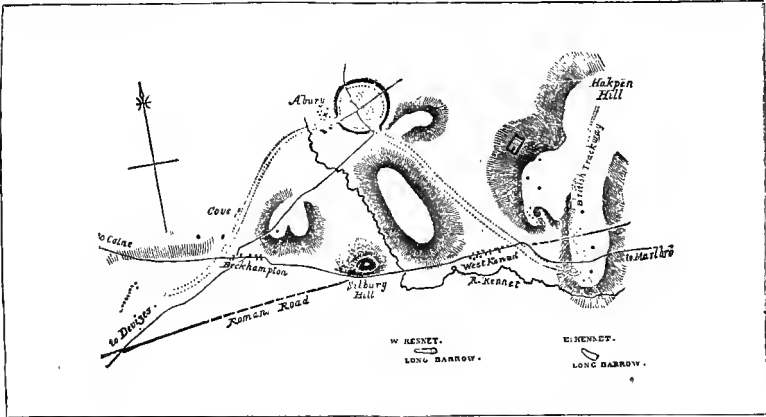 Hakpen
Hill
Abury
British Trackway
Cove
to Calne
Beckhampton
West Kennet
to Marlbro
Silbury
Hill
R. Kennet
to Devizes.
Roman Road
W KENNET.
LONG BARROW.
E. KENNET.
LONG BARROW.